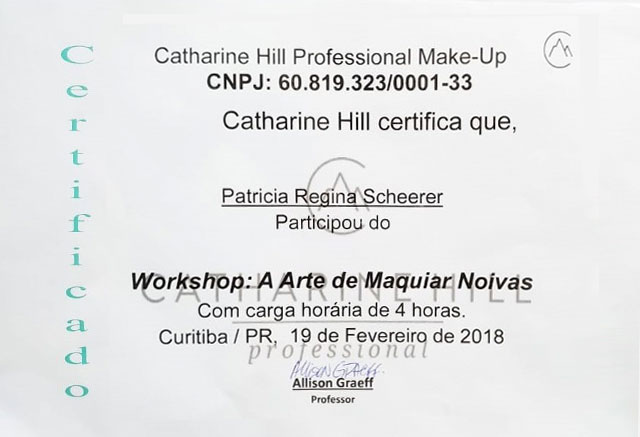 Certificado
Catharine Hill Professional Make-Up
CNPJ: 60.819.323/0001-33
Catharine Hill certifica que,
Patricia Regina Scheerer
Participou do
CATHARINE HILL
Workshop: A Arte de Maquiar Noivas
Com carga horária de 4 horas.
Curitiba / PR, 19 de Fevereiro de 2018
professional
Allison Graeff.
Allison Graeff
Professor